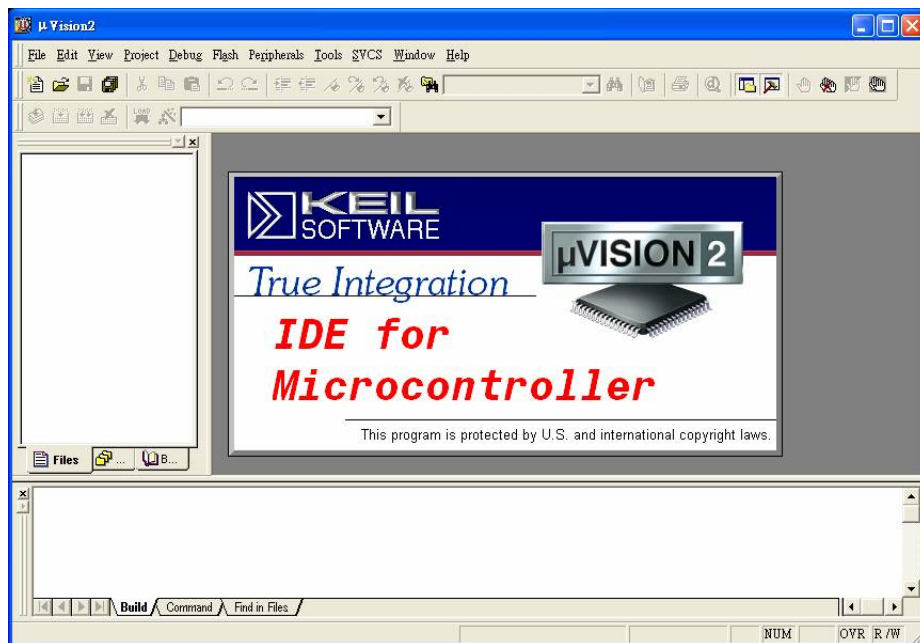 μVision2
File Edit View Project Debug Flash Peripherals Tools SVCS Window Help
LOAD
KEIL
SOFTWARE
μVISION 2
True Integration
IDE for
Microcontroller
This program is protected by U.S. and international copyright laws.
Files ... B...
Build Command Find in Files
NUM OVR R/W